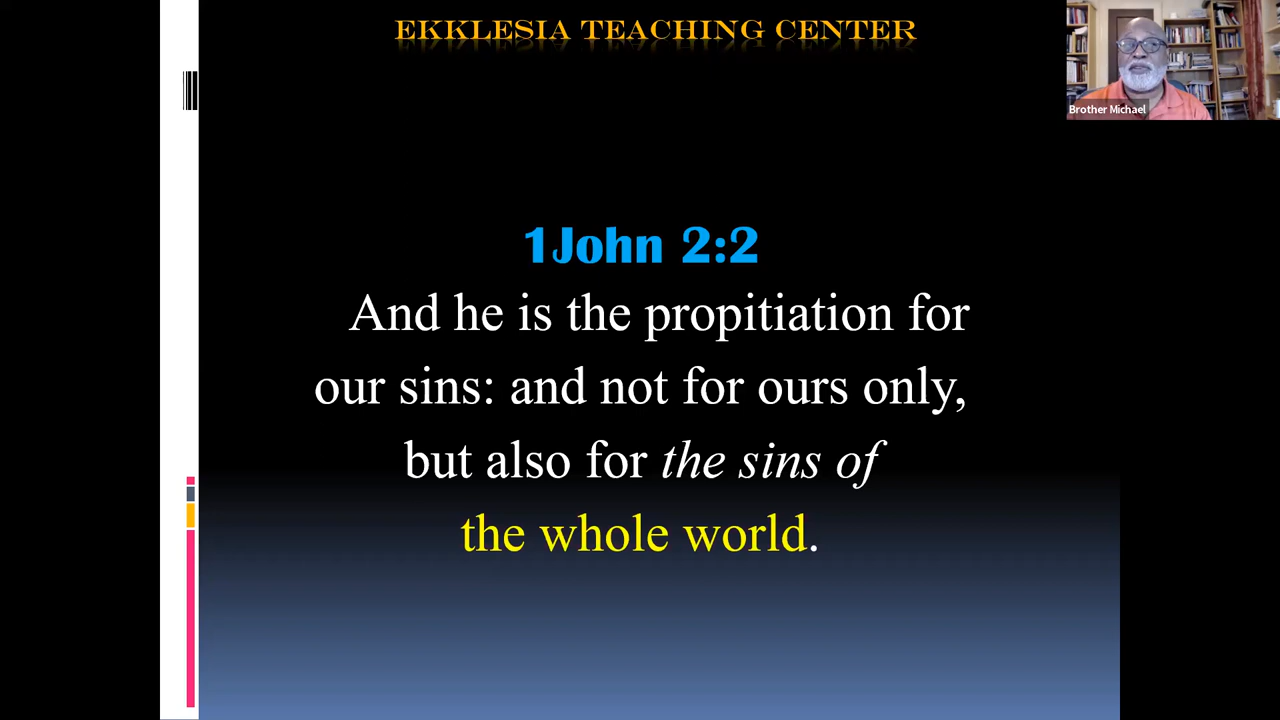 EKKLESIA TEACHING CENTER
Brother Michael
1John 2:2
And he is the propitiation for
our sins: and not for ours only,
but also for the sins of
the whole world.